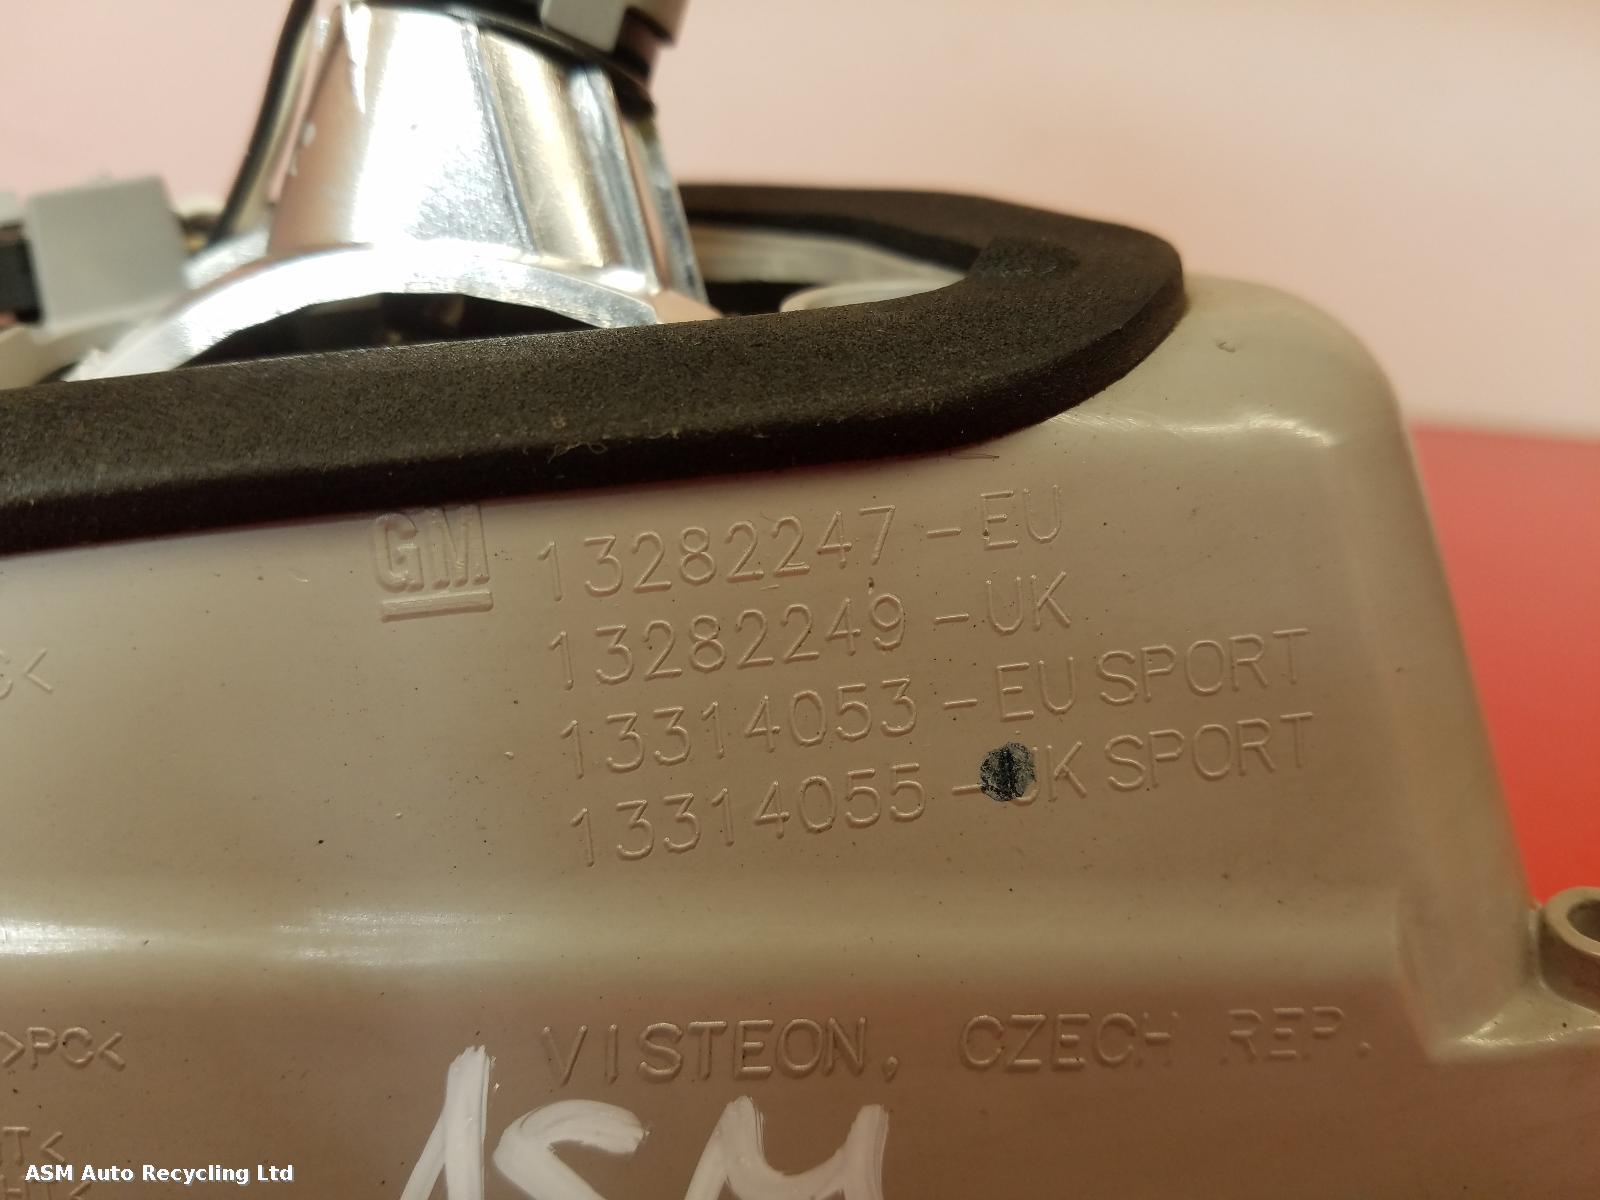 GM 13282247-EU
13282249-UK
13314053-EU SPORT
13314055-UK SPORT
C<
VISTEON, CZECH REP.
>PC<
ASM
T<
ASM Auto Recycling Ltd